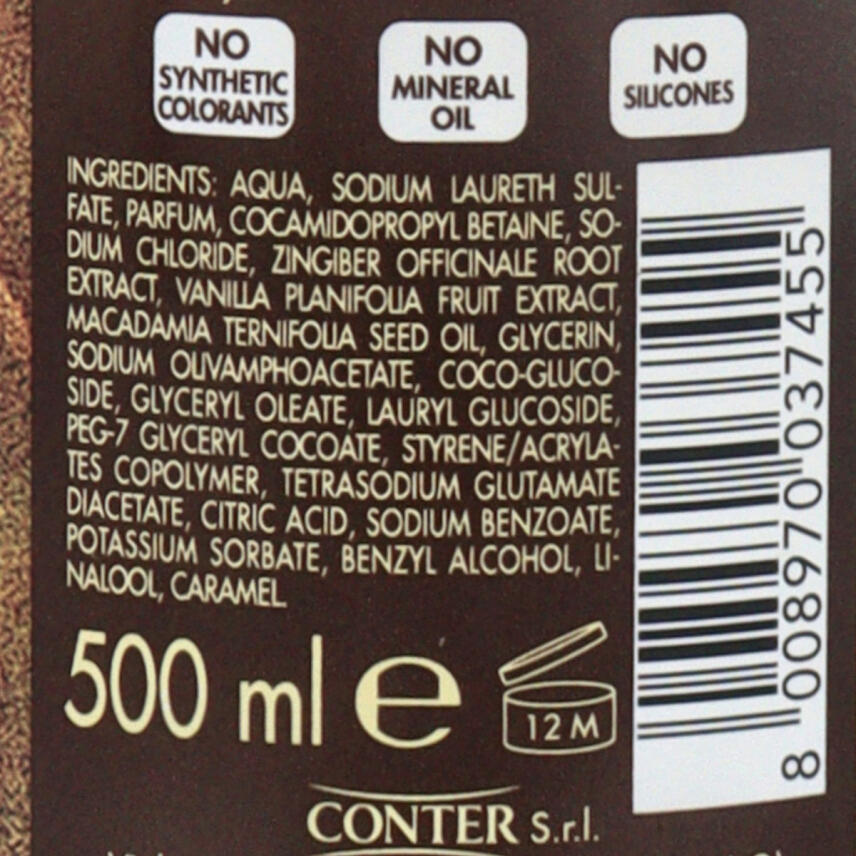 NO
SYNTHETIC
COLORANTS
NO
MINERAL
OIL
NO
SILICONES
INGREDIENTS: AQUA, SODIUM LAURETH SUL-
FATE, PARFUM, COCAMIDOPROPYL BETAINE, SO-
DIUM CHLORIDE, ZINGIBER OFFICINALE ROOT
EXTRACT, VANILLA PLANIFOLIA FRUIT EXTRACT,
MACADAMIA TERNIFOLIA SEED OIL, GLYCERIN,
SODIUM OLIVAMPHOACETATE, COCO-GLUCO-
SIDE, GLYCERYL OLEATE, LAURYL GLUCOSIDE,
PEG-7 GLYCERYL COCOATE, STYRENE/ACRYLA-
TES COPOLYMER, TETRASODIUM GLUTAMATE
DIACETATE, CITRIC ACID, SODIUM BENZOATE,
POTASSIUM SORBATE, BENZYL ALCOHOL, LI-
NALOOL, CARAMEL.
500 ml e
12 M
8 008970 037455
CONTER s.r.l.